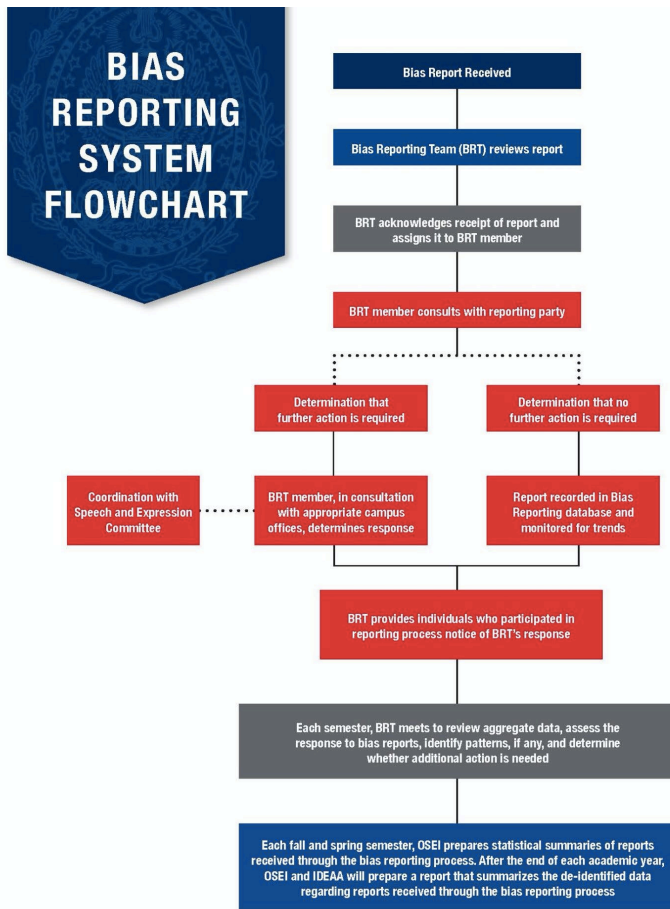 BIAS
REPORTING
SYSTEM
FLOWCHART
Bias Report Received
Bias Reporting Team (BRT) reviews report
BRT acknowledges receipt of report and
assigns it to BRT member
BRT member consults with reporting party
Determination that
further action is required
Determination that no
further action is required
Coordination with
Speech and Expression
Committee
BRT member, in consultation
with appropriate campus
offices, determines response
Report recorded in Bias
Reporting database and
monitored for trends
BRT provides individuals who participated in
reporting process notice of BRT's response
Each semester, BRT meets to review aggregate data, assess the
response to bias reports, identify patterns, if any, and determine
whether additional action is needed
Each fall and spring semester, OSEI prepares statistical summaries of reports
received through the bias reporting process. After the end of each academic year,
OSEI and IDEAA will prepare a report that summarizes the de-identified data
regarding reports received through the bias reporting process